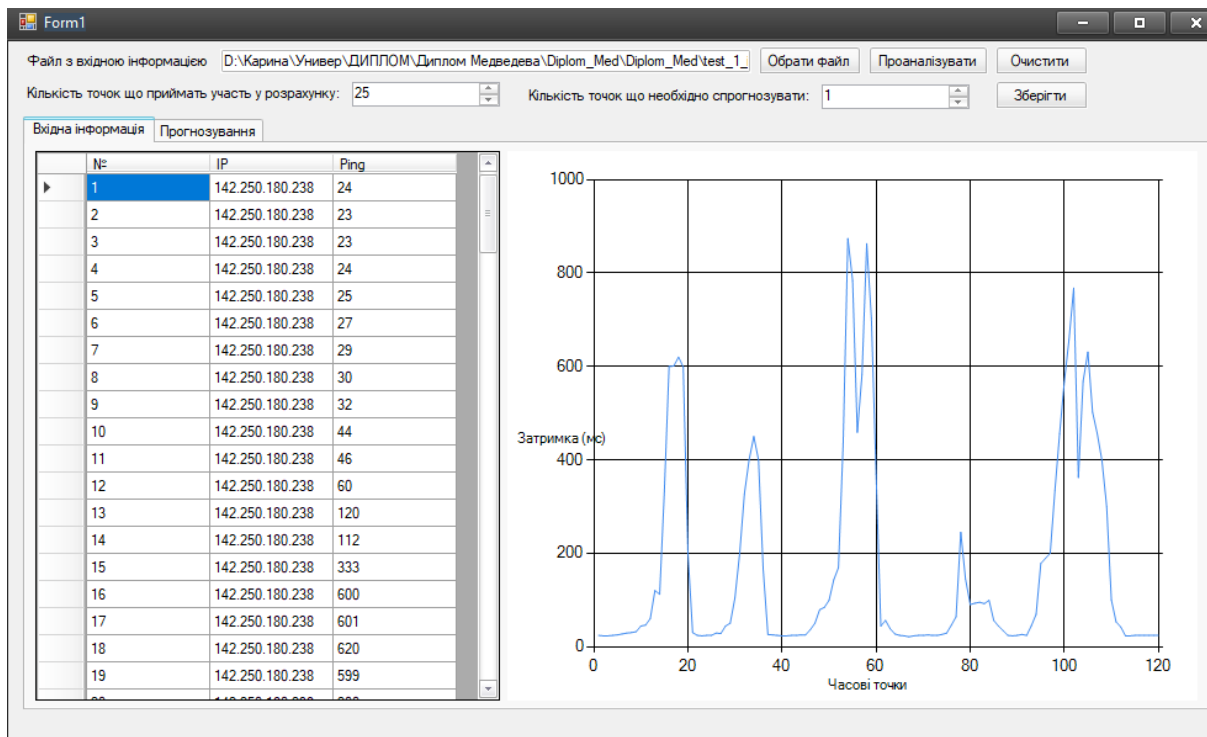 Form1
Файл з вхідною інформацією D:\Карина\Универ\ДИПЛОМ\Диплом Медведева\Diplom_Med\Diplom_Med\test_1_ Обрати файл Проаналізувати Очистити
Кількість точок що приймать участь у розрахунку: 25 Кількість точок що необхідно спрогнозувати: 1 Зберігти
Вхідна інформація Прогнозування
№ IP Ping
1 142.250.180.238 24
2 142.250.180.238 23
3 142.250.180.238 23
4 142.250.180.238 24
5 142.250.180.238 25
6 142.250.180.238 27
7 142.250.180.238 29
8 142.250.180.238 30
9 142.250.180.238 32
10 142.250.180.238 44
11 142.250.180.238 46
12 142.250.180.238 60
13 142.250.180.238 120
14 142.250.180.238 112
15 142.250.180.238 333
16 142.250.180.238 600
17 142.250.180.238 601
18 142.250.180.238 620
19 142.250.180.238 599
1000
800
600
Затримка (мс)
400
200
0
0 20 40 60 80 100 120
Часові точки